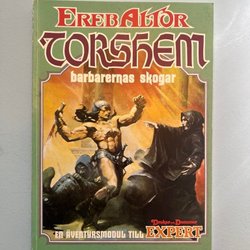 EREB ALTOR
TORSHEM
barbarernas skogar
EN ÄVENTYRSMODUL TILL
Drakar och Demoner
EXPERT